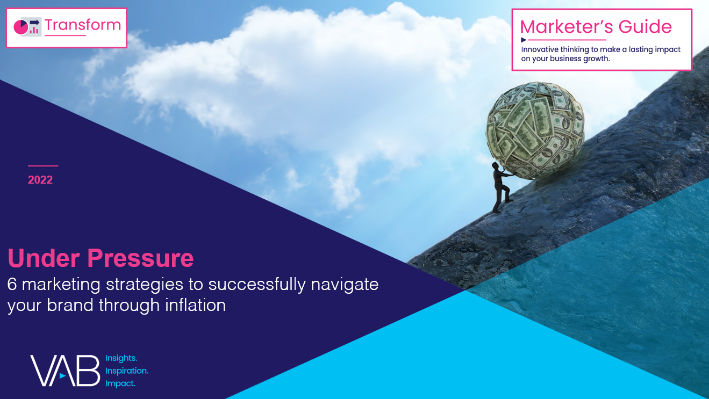 Transform
Marketer's Guide
Innovative thinking to make a lasting impact
on your business growth.
2022
Under Pressure
6 marketing strategies to successfully navigate
your brand through inflation
VAB
Insights.
Inspiration.
Impact.